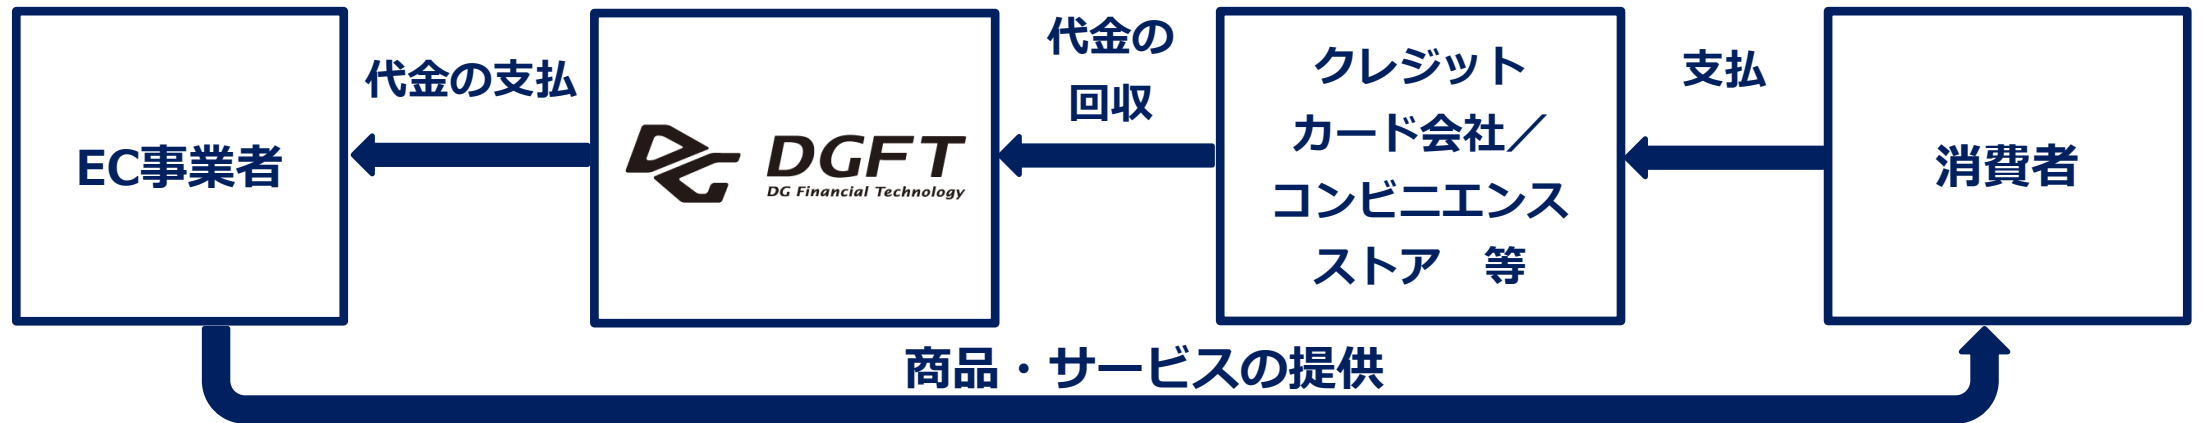 EC事業者
代金の支払
DGFT
DG Financial Technology
代金の
回収
クレジット
カード会社／
コンビニエンス
ストア　等
支払
消費者
商品・サービスの提供